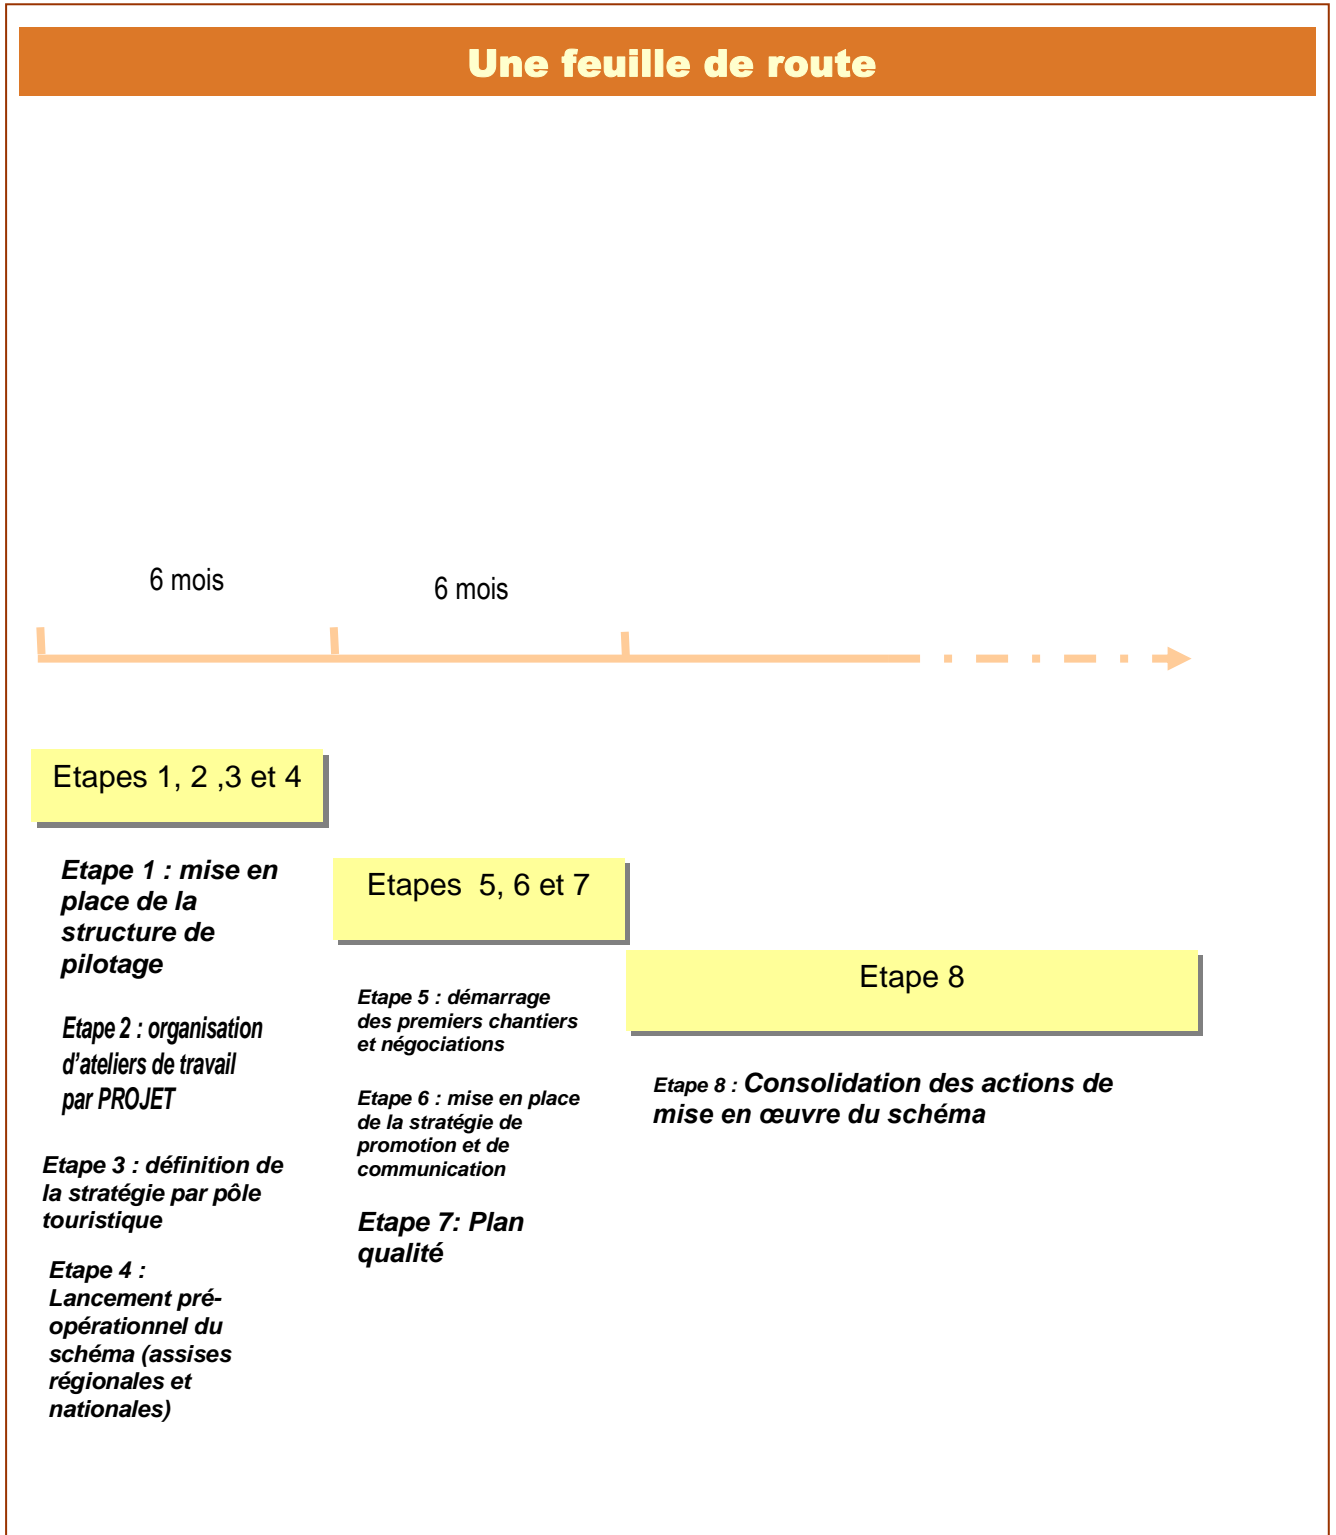 Une feuille de route
6 mois
6 mois
Etapes 1, 2 ,3 et 4
Etape 1 : mise en
place de la
structure de
pilotage
Etape 2 : organisation
d’ateliers de travail
par PROJET
Etape 3 : définition de
la stratégie par pôle
touristique
Etape 4 :
Lancement pré-
opérationnel du
schéma (assises
régionales et
nationales)
Etapes  5, 6 et 7
Etape 5 : démarrage
des premiers chantiers
et négociations
Etape 6 : mise en place
de la stratégie de
promotion et de
communication
Etape 7: Plan
qualité
Etape 8
Etape 8 : Consolidation des actions de
mise en œuvre du schéma